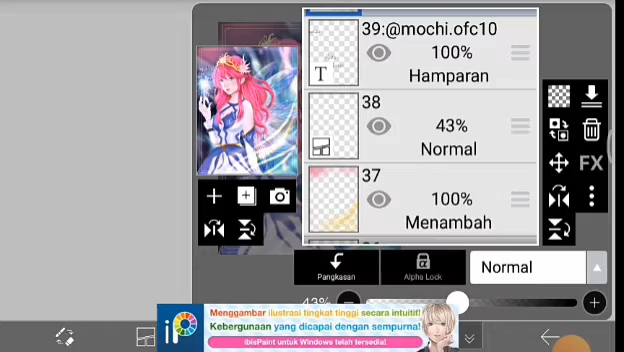 39:@mochi.ofc10
100%
T
Hamparan
38
43%
Normal
37
100%
Menambah
FX
Pangkasan
Alpha Lock
Normal
43%
Menggambar ilustrasi tingkat tinggi secara intuitif!
Kebergunaan yang dicapai dengan sempurna!
IbisPaint untuk Windows telah tersedia!